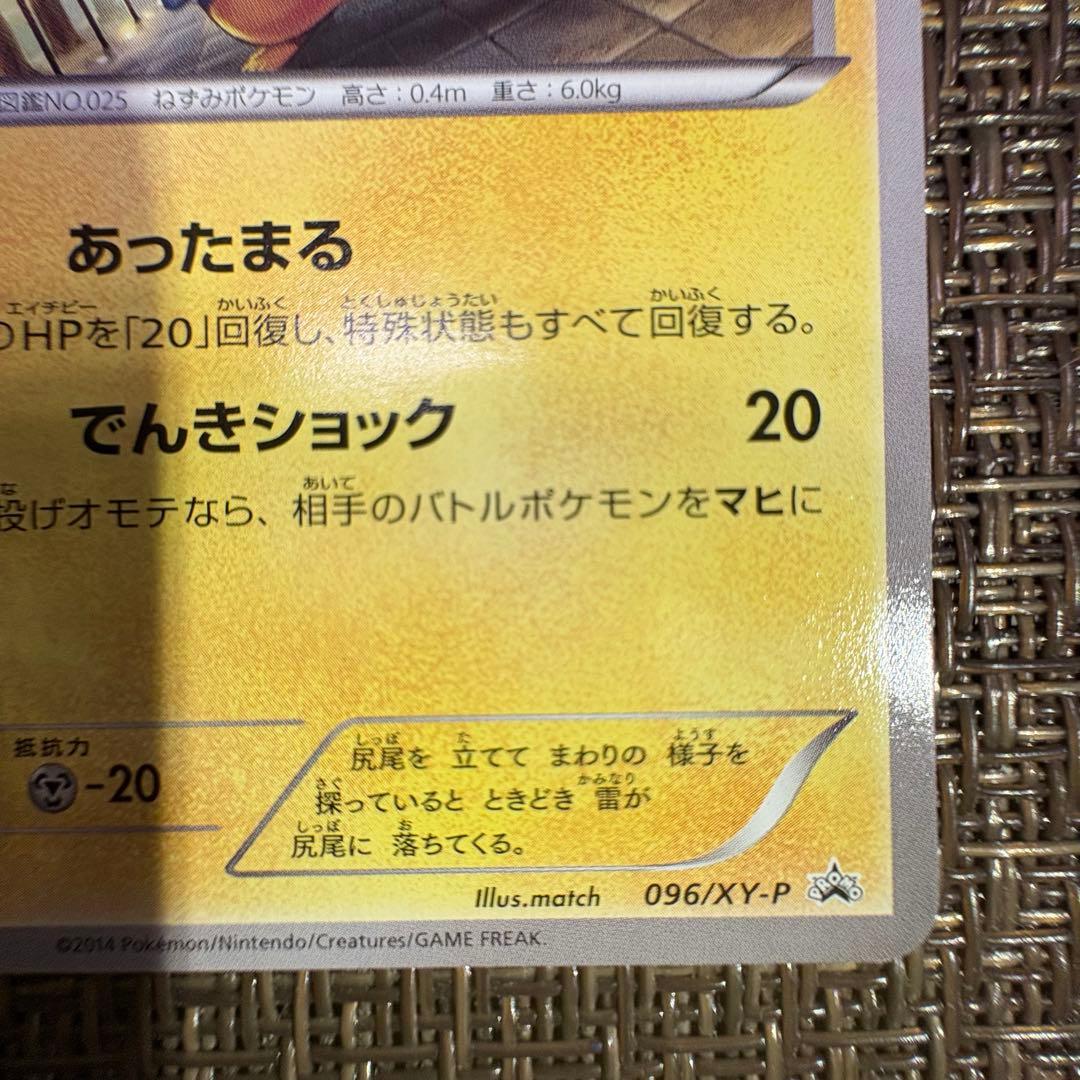 図鑑NO.025 ねずみポケモン 高さ:0.4m 重さ:6.0kg
あったまる
エイチピー かいふく とくしゅじょうたい かいふく
のHPを「20」回復し、特殊状態もすべて回復する。
でんきショック 20
な あいて
投げオモテなら、相手のバトルポケモンをマヒに
抵抗力
-20
しっぽ た ようす
尻尾を 立てて まわりの 様子を
さぐ かみなり
探っていると ときどき 雷が
しっぽ お
尻尾に 落ちてくる。
Illus.match 096/XY-P PROMO
©2014 Pokémon/Nintendo/Creatures/GAME FREAK.